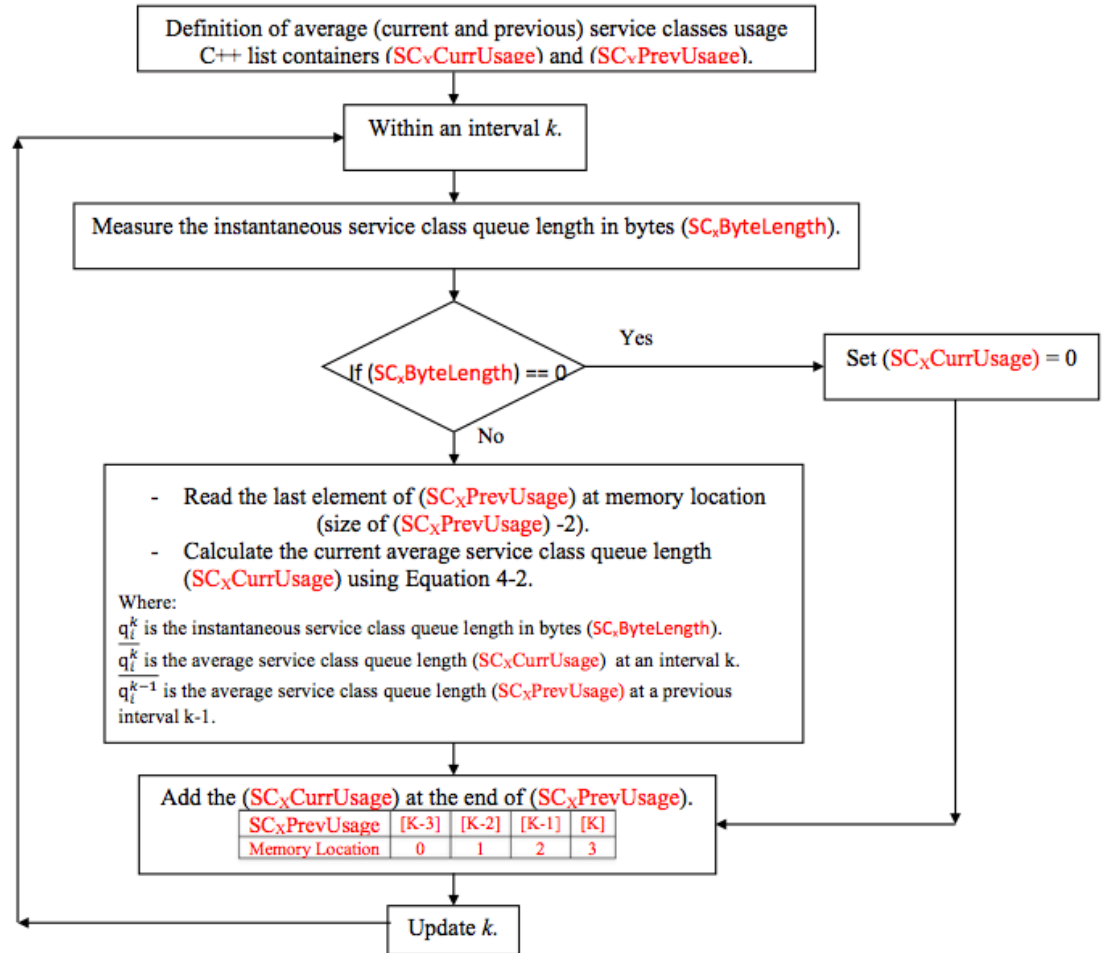 Definition of average (current and previous) service classes usage
C++ list containers (SCxCurrUsage) and (SCxPrevUsage).
Within an interval k.
Measure the instantaneous service class queue length in bytes (SCxByteLength).
If (SCxByteLength) == 0
Yes
Set (SCXCurrUsage) = 0
No
- Read the last element of (SCXPrevUsage) at memory location
(size of (SCXPrevUsage) -2).
- Calculate the current average service class queue length
(SCXCurrUsage) using Equation 4-2.
Where:
q_i^k is the instantaneous service class queue length in bytes (SCxByteLength).
\overline{q_i^k} is the average service class queue length (SCXCurrUsage) at an interval k.
\overline{q_i^{k-1}} is the average service class queue length (SCXPrevUsage) at a previous
interval k-1.
Add the (SCXCurrUsage) at the end of (SCXPrevUsage).
SCXPrevUsage [K-3] [K-2] [K-1] [K]
Memory Location 0 1 2 3
Update k.